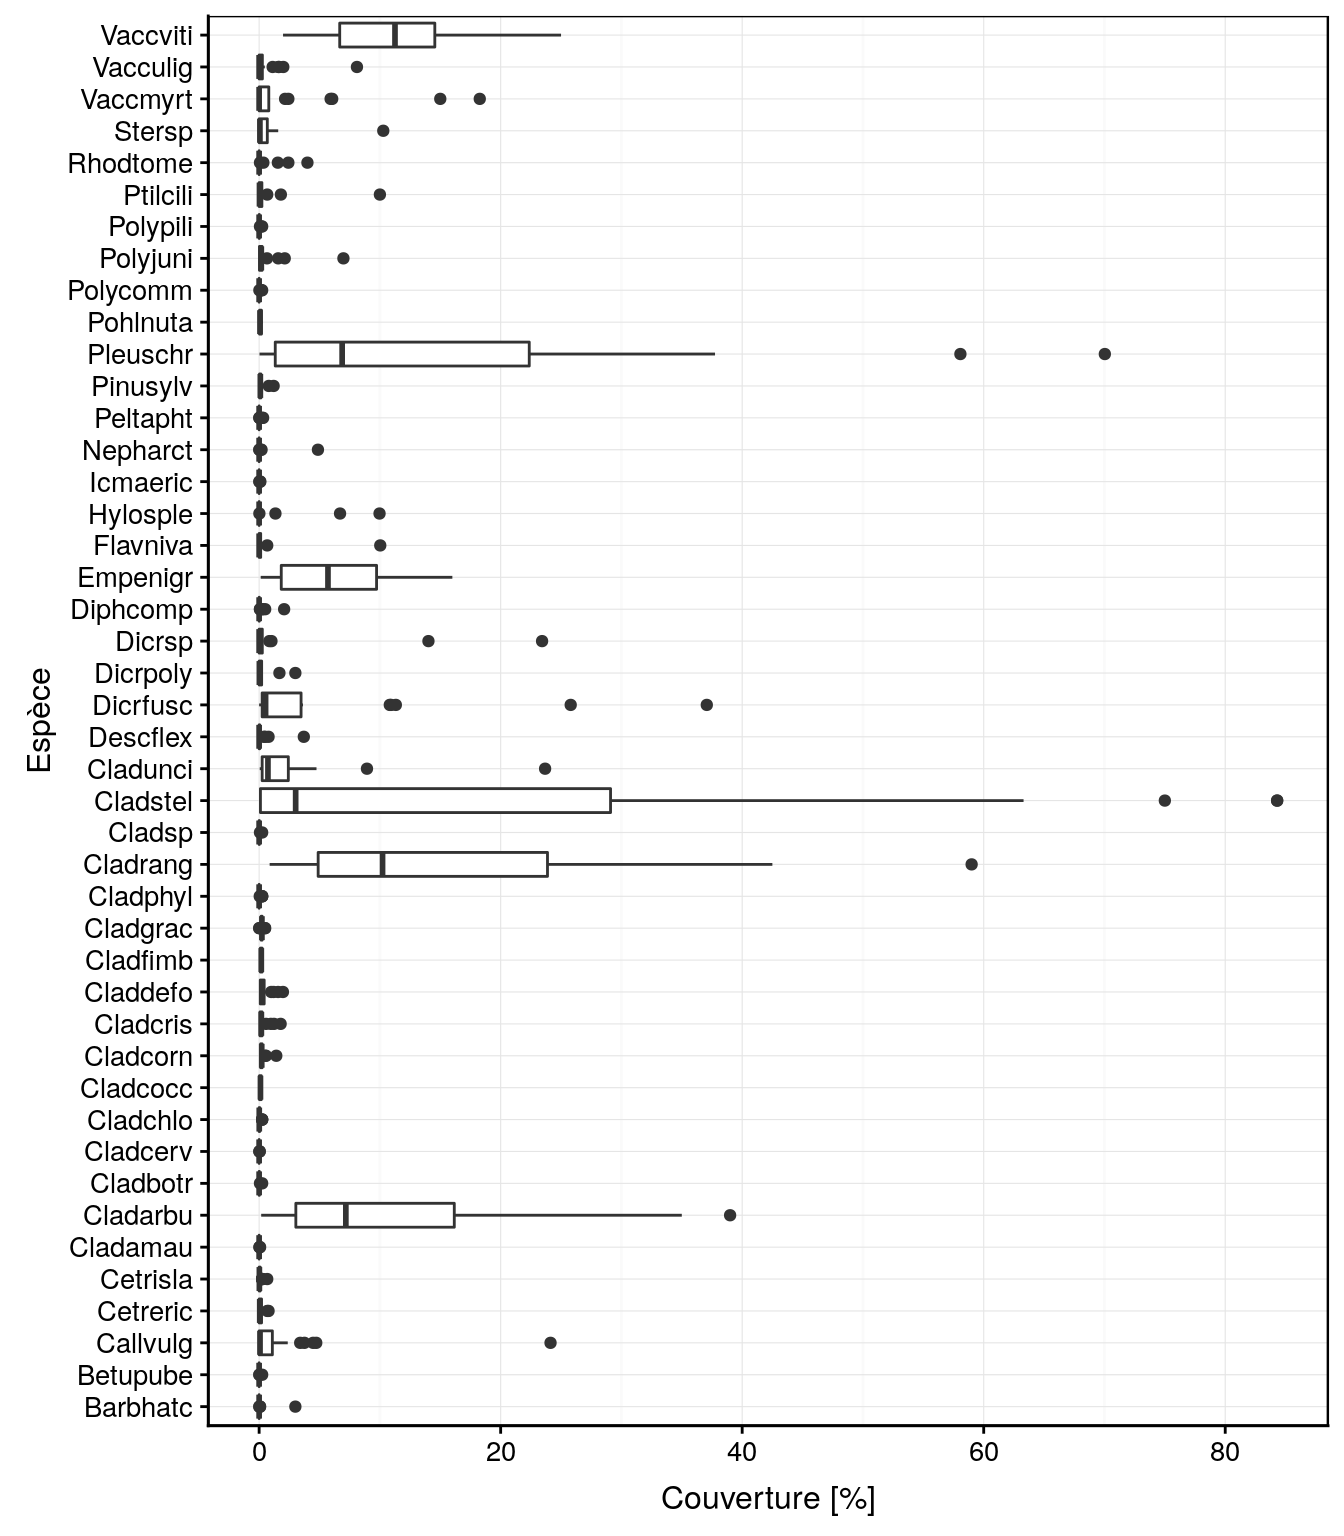 Vaccviti
Vacculig
Vaccmyrt
Stersp
Rhodtome
Ptilcili
Polypili
Polyjuni
Polycomm
Pohlnuta
Pleuschr
Pinusylv
Peltapht
Nepharct
Icmaeric
Hylosple
Flavniva
Empenigr
Diphcomp
Dicrsp
Dicrpoly
Dicrfusc
Descflex
Cladunci
Cladstel
Cladsp
Cladrang
Cladphyl
Cladgrac
Cladfimb
Claddefo
Cladcris
Cladcorn
Cladcocc
Cladchlo
Cladcerv
Cladbotr
Cladarbu
Cladamau
Cetrisla
Cetreric
Callvulg
Betupube
Barbhatc
Espèce
0 20 40 60 80
Couverture [%]